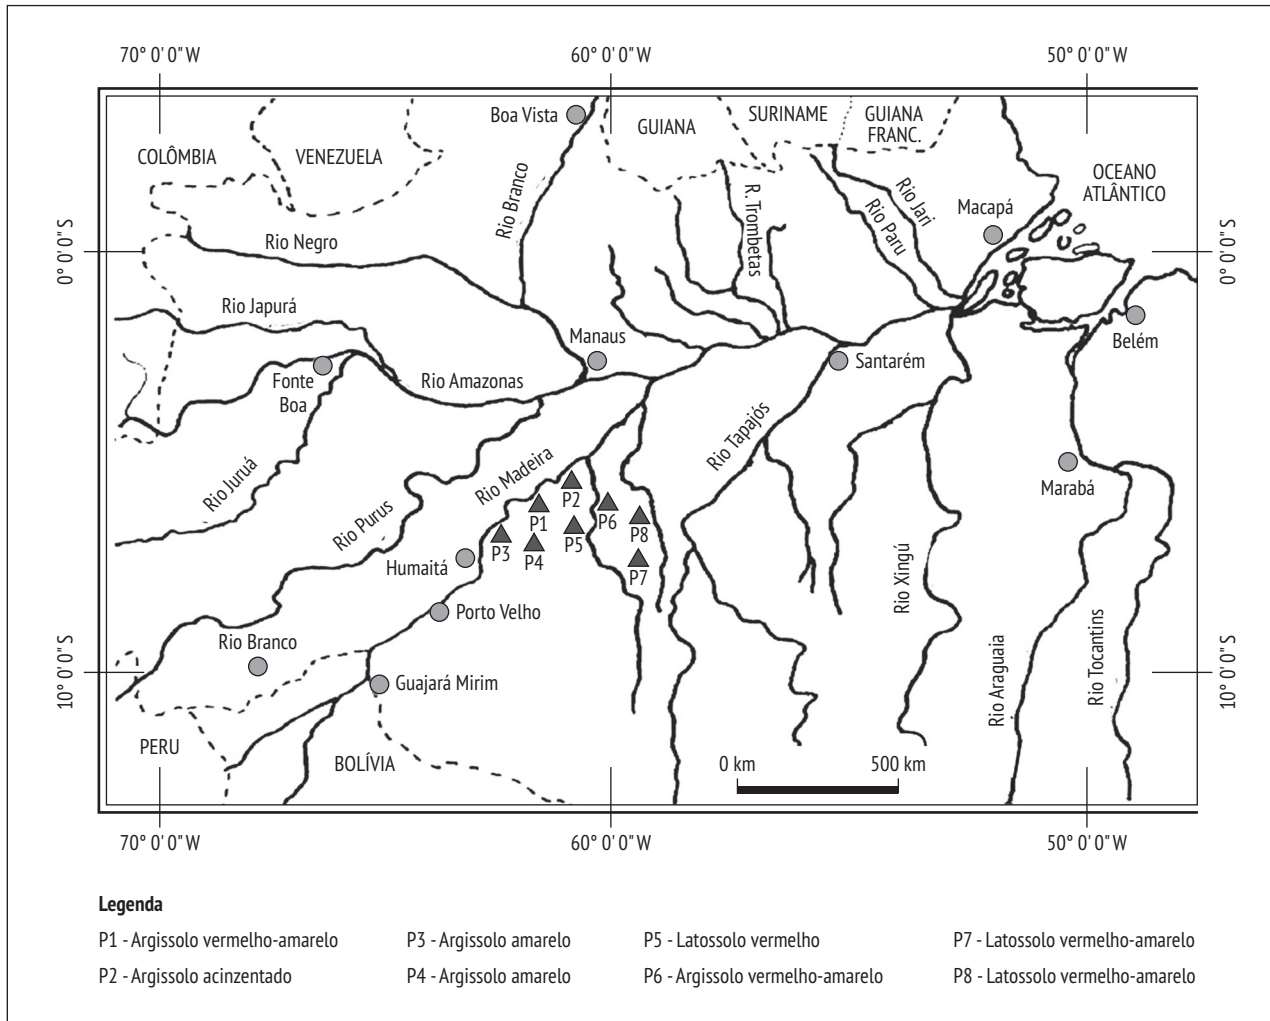 70° 0' 0" W
60° 0' 0" W
50° 0' 0" W
Boa Vista
GUIANA
SURINAME
GUIANA
FRANC.
COLÔMBIA
VENEZUELA
OCEANO
ATLÂNTICO
Rio Branco
R. Trombetas
Rio Jari
Rio Paru
Macapá
Rio Negro
0° 0' 0" S
0° 0' 0" S
Rio Japurá
Manaus
Belém
Fonte
Boa
Rio Amazonas
Santarém
Rio Juruá
Rio Purus
Rio Madeira
Rio Tapajós
Marabá
P2
P1
P6
P3
P4
P5
P8
P7
Humaitá
Rio Xingú
Porto Velho
Rio Branco
Guajará Mirim
10° 0' 0" S
10° 0' 0" S
Rio Araguaia
Rio Tocantins
PERU
BOLÍVIA
0 km
500 km
70° 0' 0" W
60° 0' 0" W
50° 0' 0" W
Legenda
P1 - Argissolo vermelho-amarelo
P3 - Argissolo amarelo
P5 - Latossolo vermelho
P7 - Latossolo vermelho-amarelo
P2 - Argissolo acinzentado
P4 - Argissolo amarelo
P6 - Argissolo vermelho-amarelo
P8 - Latossolo vermelho-amarelo